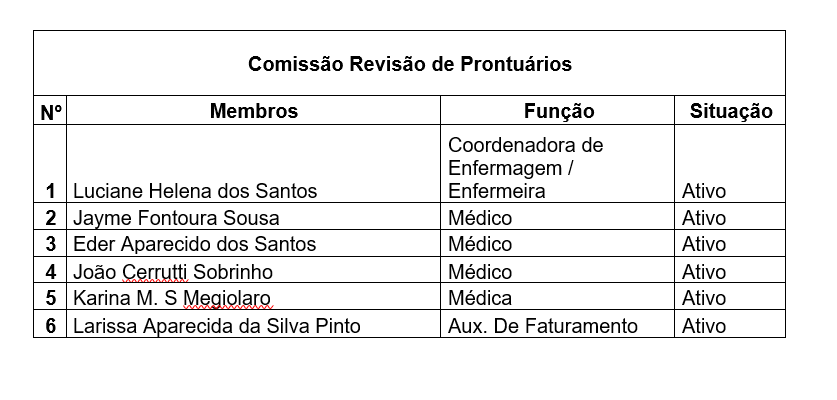 Comissão Revisão de Prontuários
Nº Membros Função Situação
Coordenadora de
Enfermagem /
1 Luciane Helena dos Santos Enfermeira Ativo
2 Jayme Fontoura Sousa Médico Ativo
3 Eder Aparecido dos Santos Médico Ativo
4 João Cerrutti Sobrinho Médico Ativo
5 Karina M. S Megiolaro Médica Ativo
6 Larissa Aparecida da Silva Pinto Aux. De Faturamento Ativo